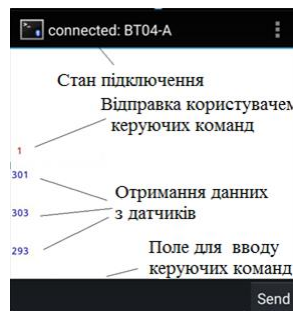 connected: BT04-A
Стан підключення
Відправка користувачем
керуючих команд
1
301
Отримання данних
303
з датчиків
293
Поле для вводу
керуючих команд
Send